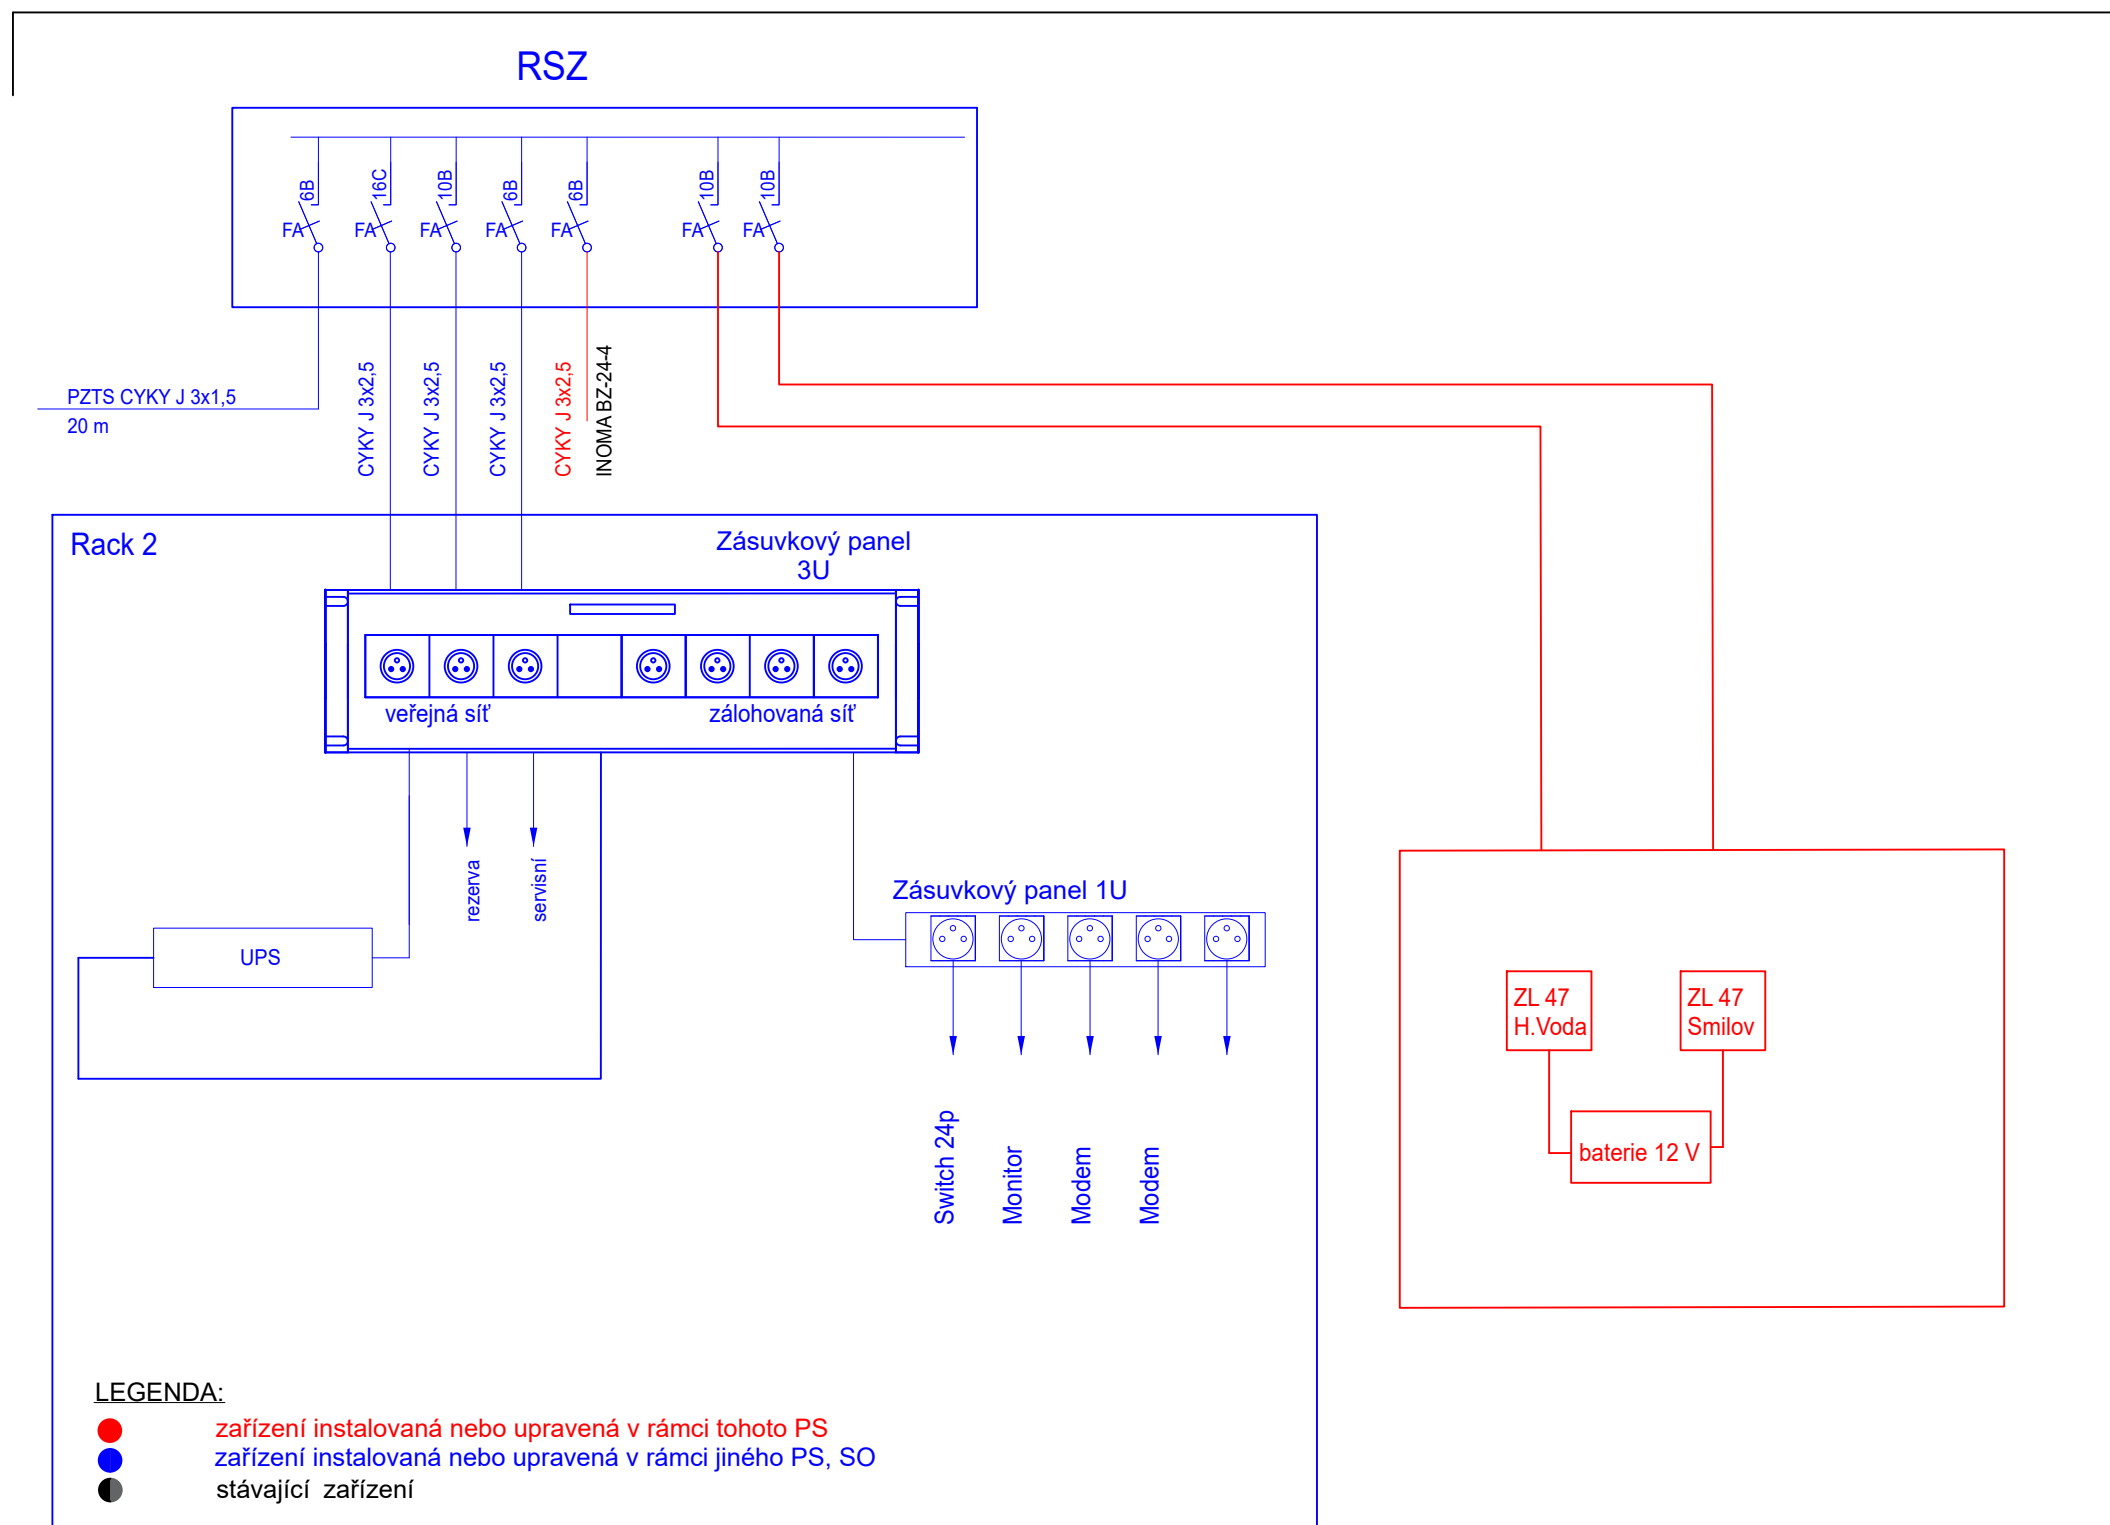 RSZ
6B
16C
10B
6B
6B
10B
10B
FA
FA
FA
FA
FA
FA
FA
PZTS CYKY J 3x1,5
20 m
CYKY J 3x2,5
CYKY J 3x2,5
CYKY J 3x2,5
CYKY J 3x2,5
INOMA BZ-24-4
Rack 2
Zásuvkový panel
3U
veřejná síť
zálohovaná síť
rezerva
servisní
UPS
Zásuvkový panel 1U
Switch 24p
Monitor
Modem
Modem
ZL 47
H.Voda
ZL 47
Smilov
baterie 12 V
LEGENDA:
zařízení instalovaná nebo upravená v rámci tohoto PS
zařízení instalovaná nebo upravená v rámci jiného PS, SO
stávající zařízení